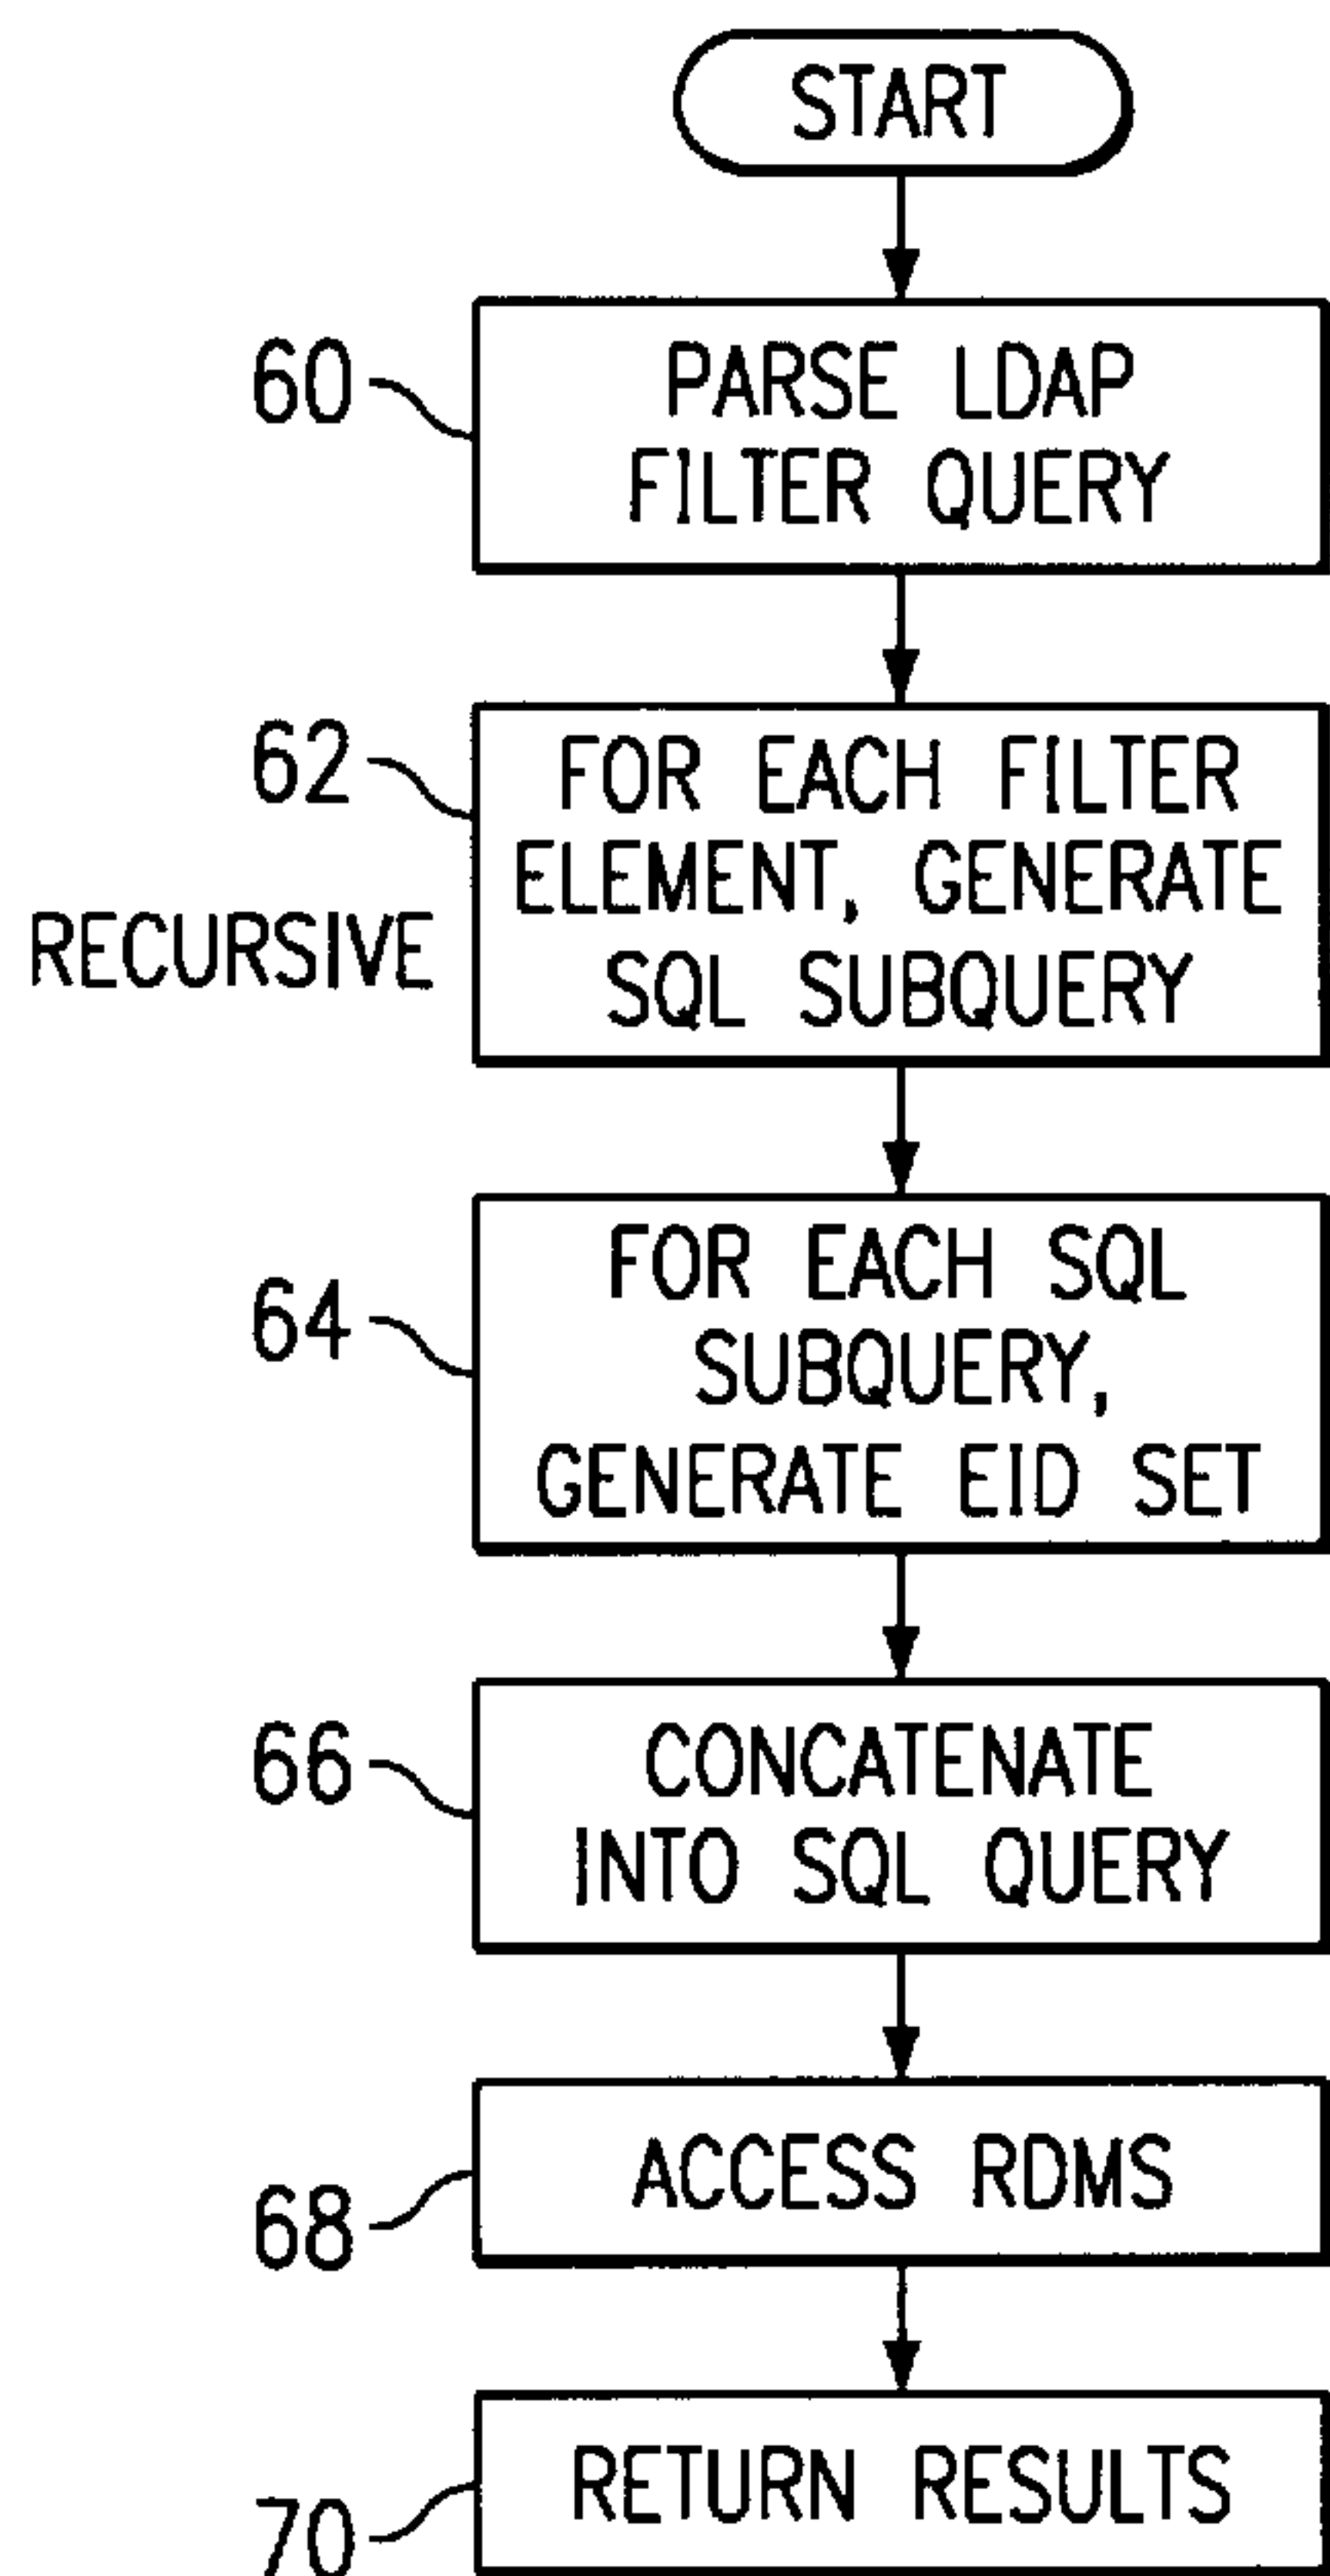 START
60
PARSE LDAP
FILTER QUERY
62
FOR EACH FILTER
ELEMENT, GENERATE
SQL SUBQUERY
RECURSIVE
64
FOR EACH SQL
SUBQUERY,
GENERATE EID SET
66
CONCATENATE
INTO SQL QUERY
68
ACCESS RDMS
70
RETURN RESULTS